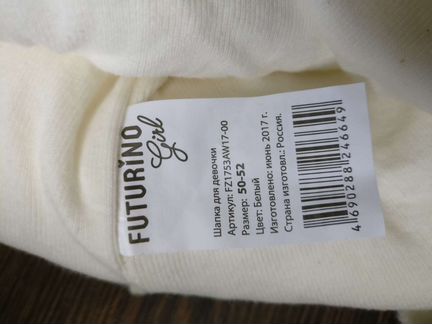 FUTURINO
Girl
Шапка для девочки
Артикул: FZ1753AW17-00
Размер: 50-52
Цвет: Белый
Изготовлено: июнь 2017 г.
Страна изготовл.: Россия.
4690288246649